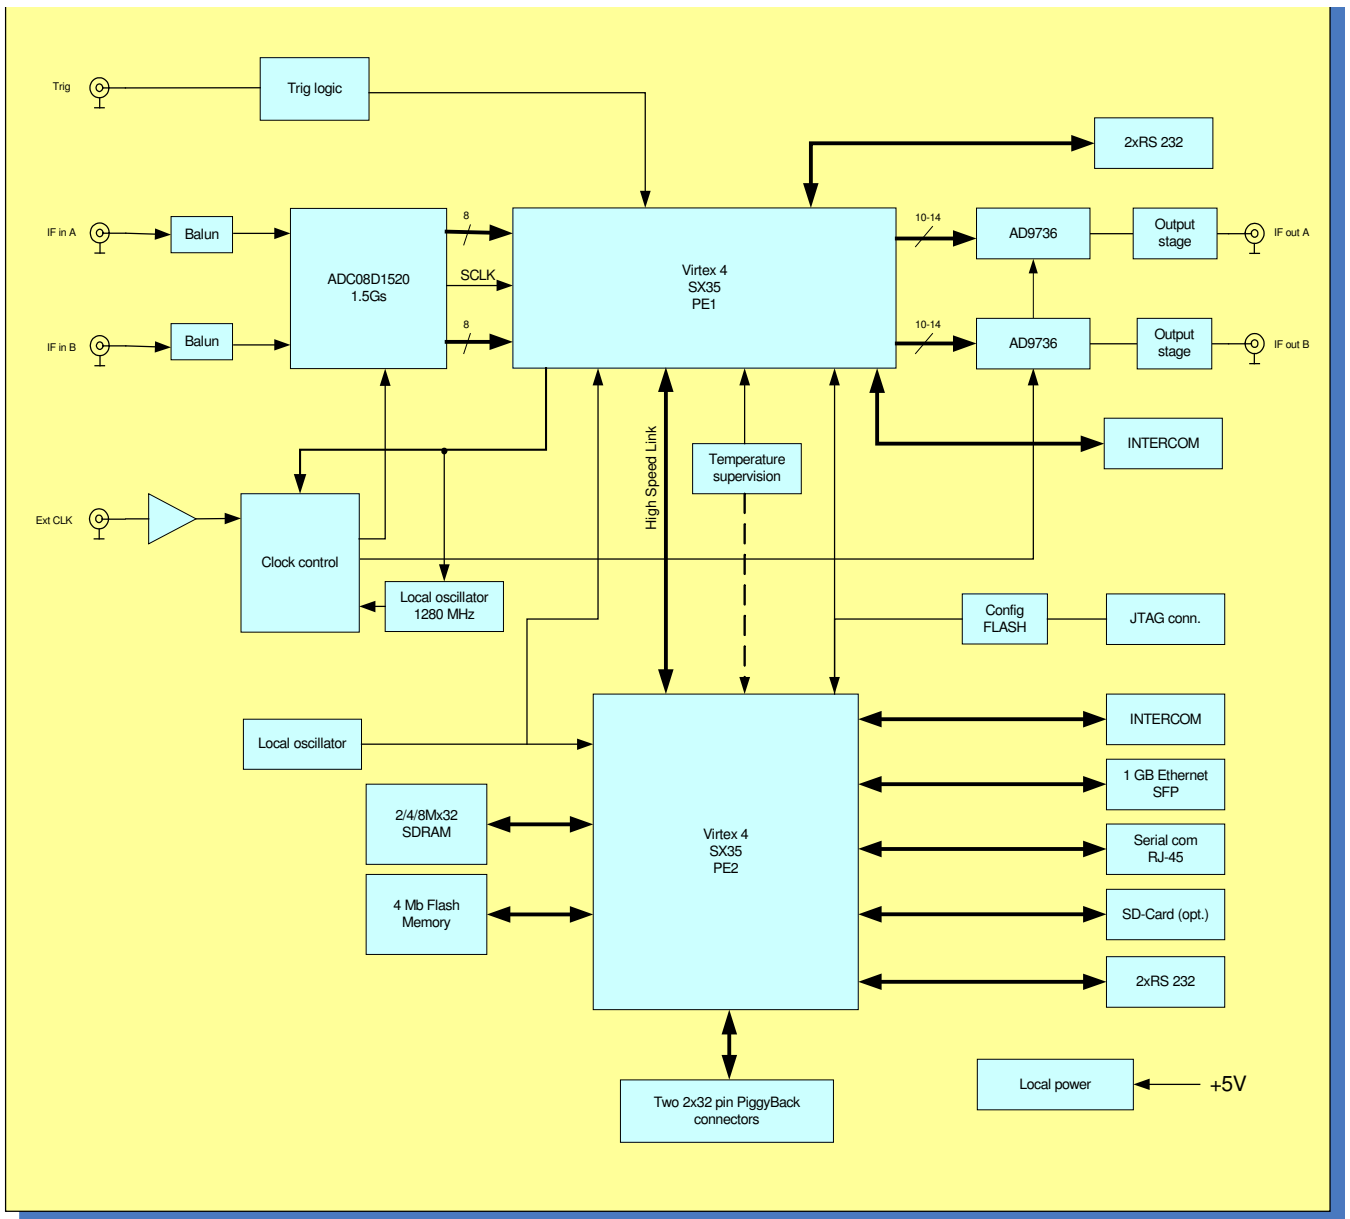 Trig
Trig logic
2xRS 232
IF in A
Balun
ADC08D1520
1.5Gs
8
SCLK
8
Virtex 4
SX35
PE1
10-14
AD9736
Output
stage
IF out A
IF in B
Balun
10-14
AD9736
Output
stage
IF out B
INTERCOM
High Speed Link
Temperature
supervision
Ext CLK
Clock control
Local oscillator
1280 MHz
Config
FLASH
JTAG conn.
Local oscillator
INTERCOM
1 GB Ethernet
SFP
2/4/8Mx32
SDRAM
Virtex 4
SX35
PE2
Serial com
RJ-45
4 Mb Flash
Memory
SD-Card (opt.)
2xRS 232
Two 2x32 pin PiggyBack
connectors
Local power
+5V